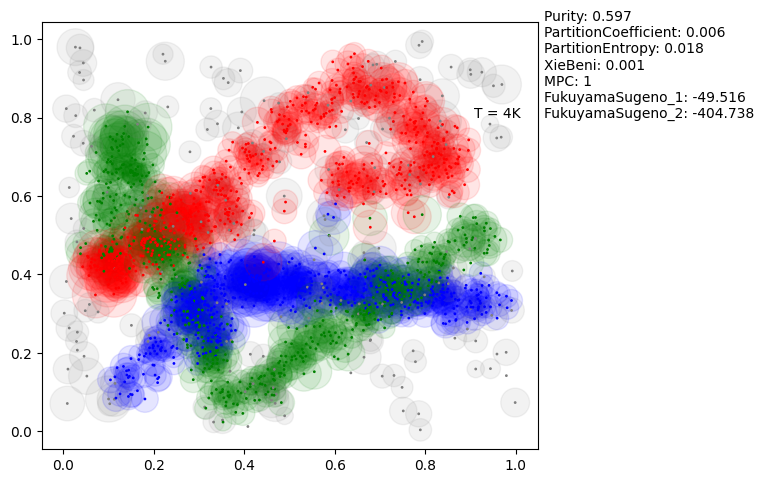 Purity: 0.597
PartitionCoefficient: 0.006
PartitionEntropy: 0.018
XieBeni: 0.001
MPC: 1
FukuyamaSugeno_1: -49.516
FukuyamaSugeno_2: -404.738
T = 4K
1.0
0.8
0.6
0.4
0.2
0.0
0.0 0.2 0.4 0.6 0.8 1.0